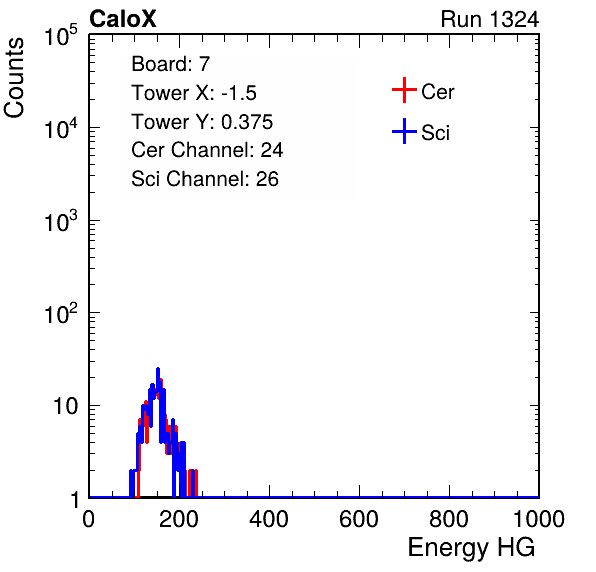 CaloX Run 1324
Board: 7
Tower X: -1.5
Tower Y: 0.375
Cer Channel: 24
Sci Channel: 26
Cer
Sci
Counts
10^5
10^4
10^3
10^2
10
1
0 200 400 600 800 1000
Energy HG